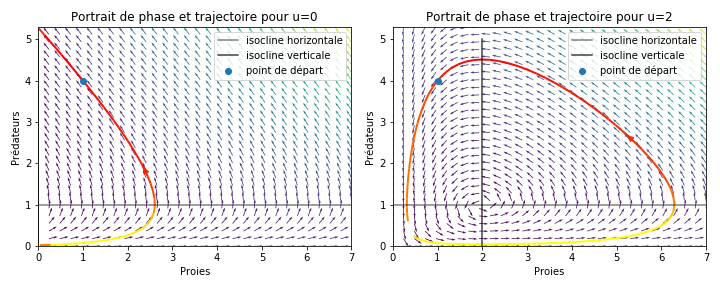 Portrait de phase et trajectoire pour u=0
isocline horizontale
isocline verticale
point de départ
Prédateurs
5
4
3
2
1
0
0 1 2 3 4 5 6 7
Proies
Portrait de phase et trajectoire pour u=2
isocline horizontale
isocline verticale
point de départ
Prédateurs
5
4
3
2
1
0
0 1 2 3 4 5 6 7
Proies